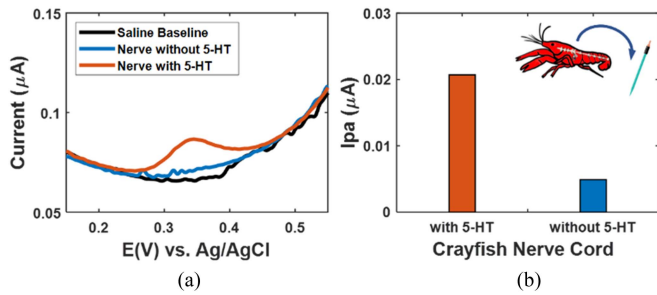 Saline Baseline
Nerve without 5-HT
Nerve with 5-HT
0.15
0.1
0.05
Current (μA)
0.2
0.3
0.4
0.5
E(V) vs. Ag/AgCl
(a)
0.03
0.02
0.01
0
Ipa (μA)
with 5-HT
without 5-HT
Crayfish Nerve Cord
(b)